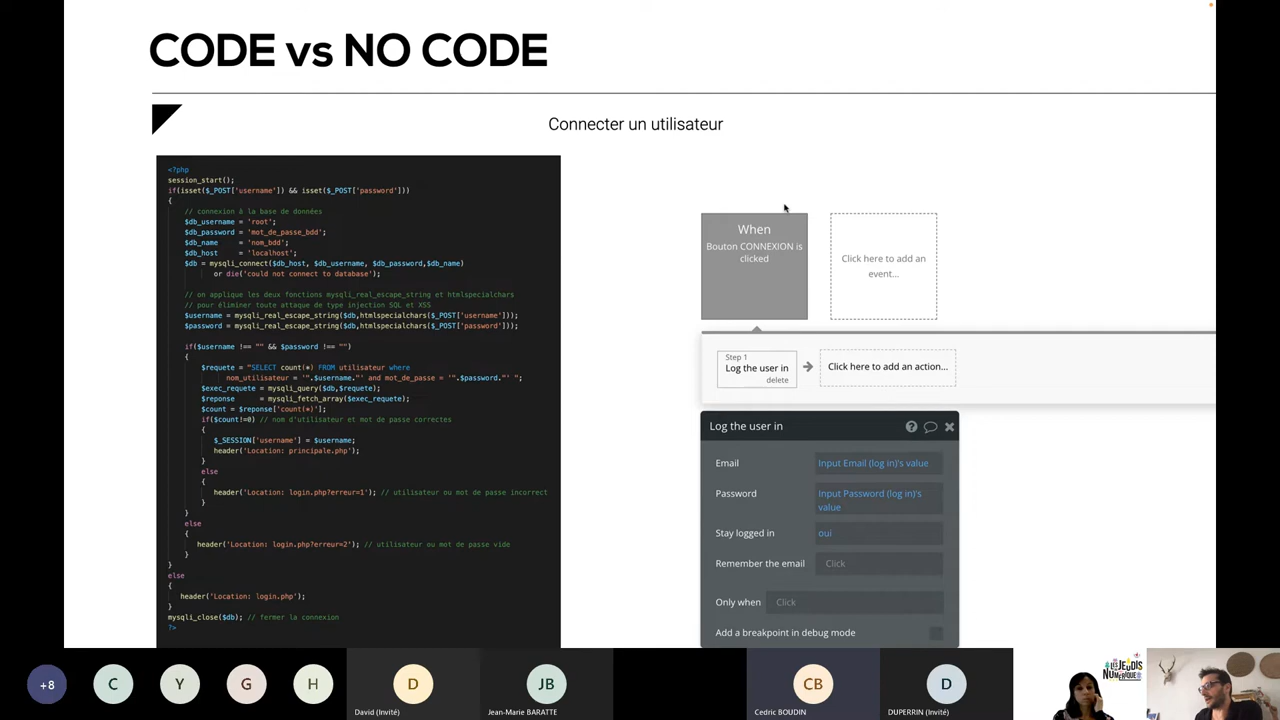 CODE vs NO CODE
Connecter un utilisateur
<?php
session_start();
if(isset($_POST['username']) && isset($_POST['password']))
{
// connexion à la base de données
$db_username = 'root';
$db_password = 'mot_de_passe_bdd';
$db_name = 'nom_bdd';
$db_host = 'localhost';
$db = mysqli_connect($db_host, $db_username, $db_password,$db_name)
or die('could not connect to database');
// on applique les deux fonctions mysqli_real_escape_string et htmlspecialchars
// pour éliminer toute attaque de type injection SQL et XSS
$username = mysqli_real_escape_string($db,htmlspecialchars($_POST['username']));
$password = mysqli_real_escape_string($db,htmlspecialchars($_POST['password']));
if($username !== "" && $password !== "")
{
$requete = "SELECT count(*) FROM utilisateur where
nom_utilisateur = '".$username."' and mot_de_passe = '".$password."' ";
$exec_requete = mysqli_query($db,$requete);
$reponse = mysqli_fetch_array($exec_requete);
$count = $reponse['count(*)'];
if($count!=0) // nom d'utilisateur et mot de passe correctes
{
$_SESSION['username'] = $username;
header('Location: principale.php');
}
else
{
header('Location: login.php?erreur=1'); // utilisateur ou mot de passe incorrect
}
}
else
{
header('Location: login.php?erreur=2'); // utilisateur ou mot de passe vide
}
}
else
{
header('Location: login.php');
}
mysqli_close($db); // fermer la connexion
?>
When
Bouton CONNEXION is
clicked
Click here to add an
event...
Step 1
Log the user in
delete
Click here to add an action...
Log the user in
Email
Input Email (log in)'s value
Password
Input Password (log in)'s
value
Stay logged in
oui
Remember the email
Click
Only when
Click
Add a breakpoint in debug mode
+8
C
Y
G
H
D
David (Invité)
JB
Jean-Marie BARATTE
CB
Cedric BOUDIN
D
DUPERRIN (Invité)
LES JEUDIS
NUMÉRIQUE